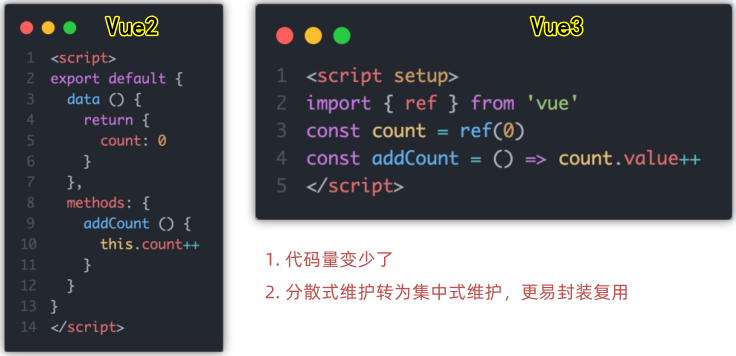 Vue2
1 <script>
2 export default {
3   data () {
4     return {
5       count: 0
6     }
7   },
8   methods: {
9     addCount () {
10       this.count++
11     }
12   }
13 }
14 </script>
Vue3
1 <script setup>
2 import { ref } from 'vue'
3 const count = ref(0)
4 const addCount = () => count.value++
5 </script>
1. 代码量变少了
2. 分散式维护转为集中式维护，更易封装复用